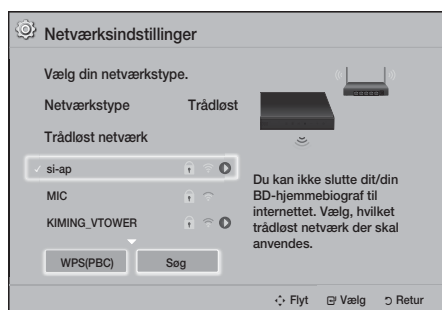 Netværksindstillinger
Vælg din netværkstype.
Netværkstype Trådløst
Trådløst netværk
si-ap
MIC
KIMING_VTOWER
WPS(PBC) Søg
Du kan ikke slutte dit/din
BD-hjemmebiograf til
internettet. Vælg, hvilket
trådløst netværk der skal
anvendes.
Flyt Vælg Retur